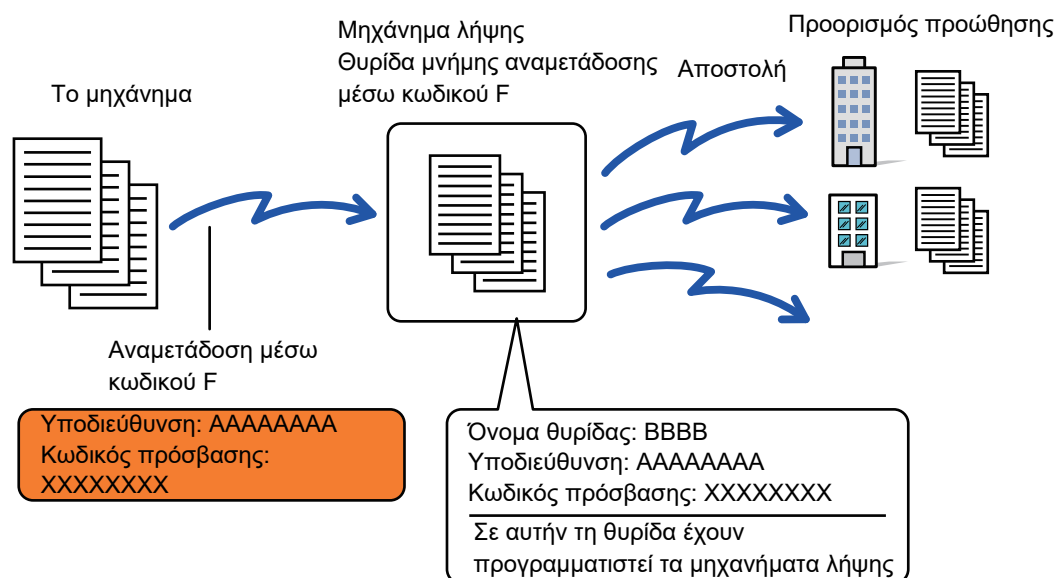 Προορισμός προώθησης
Μηχάνημα λήψης
Θυρίδα μνήμης αναμετάδοσης
μέσω κωδικού F
Αποστολή
Το μηχάνημα
Αναμετάδοση μέσω
κωδικού F
Υποδιεύθυνση: AAAAAAAA
Κωδικός πρόσβασης:
XXXXXXXX
Όνομα θυρίδας: BBBB
Υποδιεύθυνση: AAAAAAAA
Κωδικός πρόσβασης: XXXXXXXX
Σε αυτήν τη θυρίδα έχουν
προγραμματιστεί τα μηχανήματα λήψης